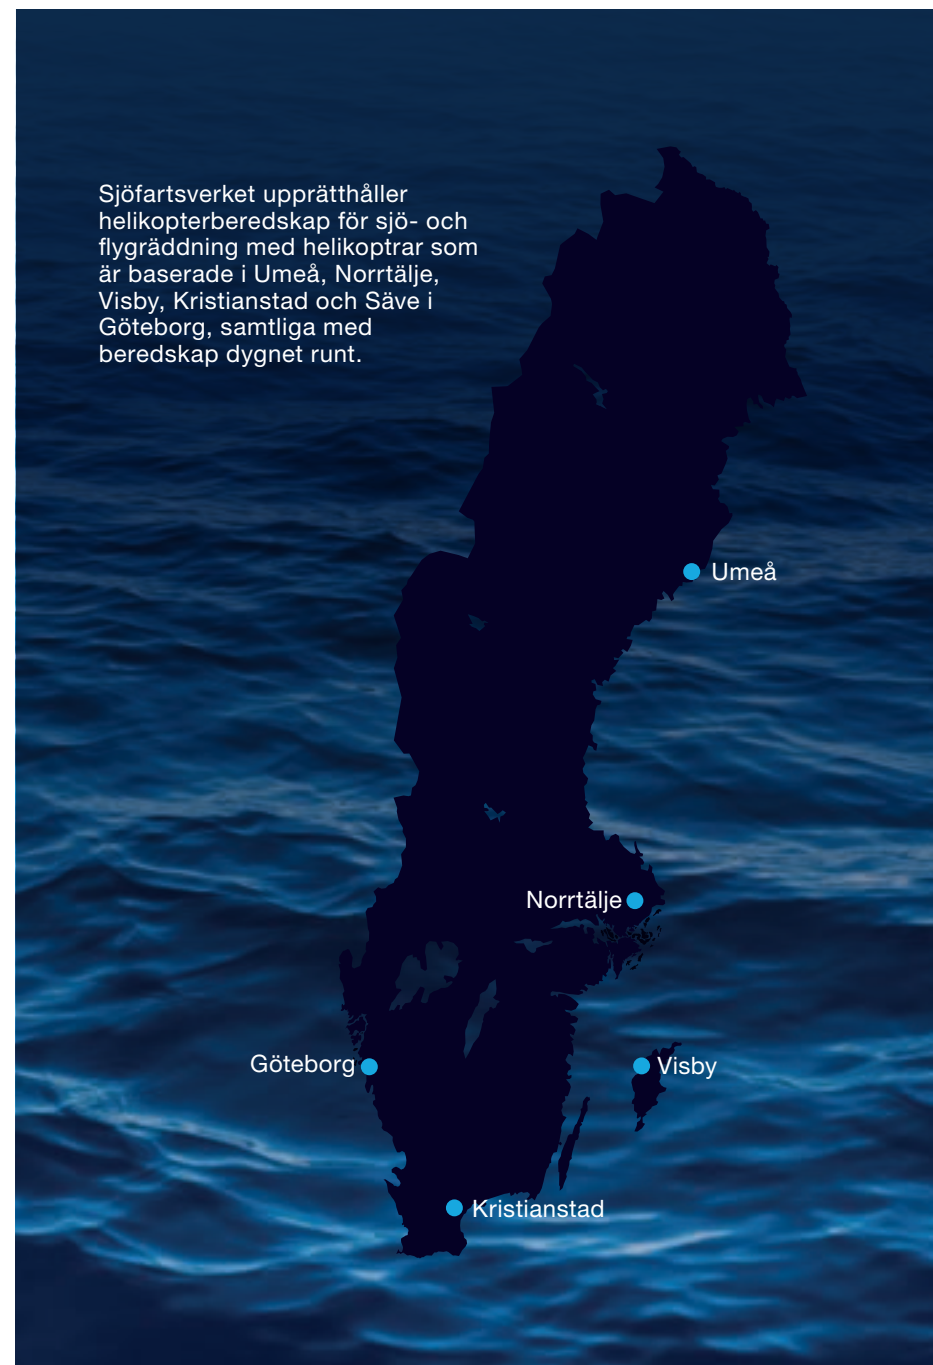 Sjöfartsverket upprätthåller
helikopterberedskap för sjö- och
flygräddning med helikoptrar som
är baserade i Umeå, Norrtälje,
Visby, Kristianstad och Säve i
Göteborg, samtliga med
beredskap dygnet runt.
Umeå
Norrtälje
Göteborg
Visby
Kristianstad